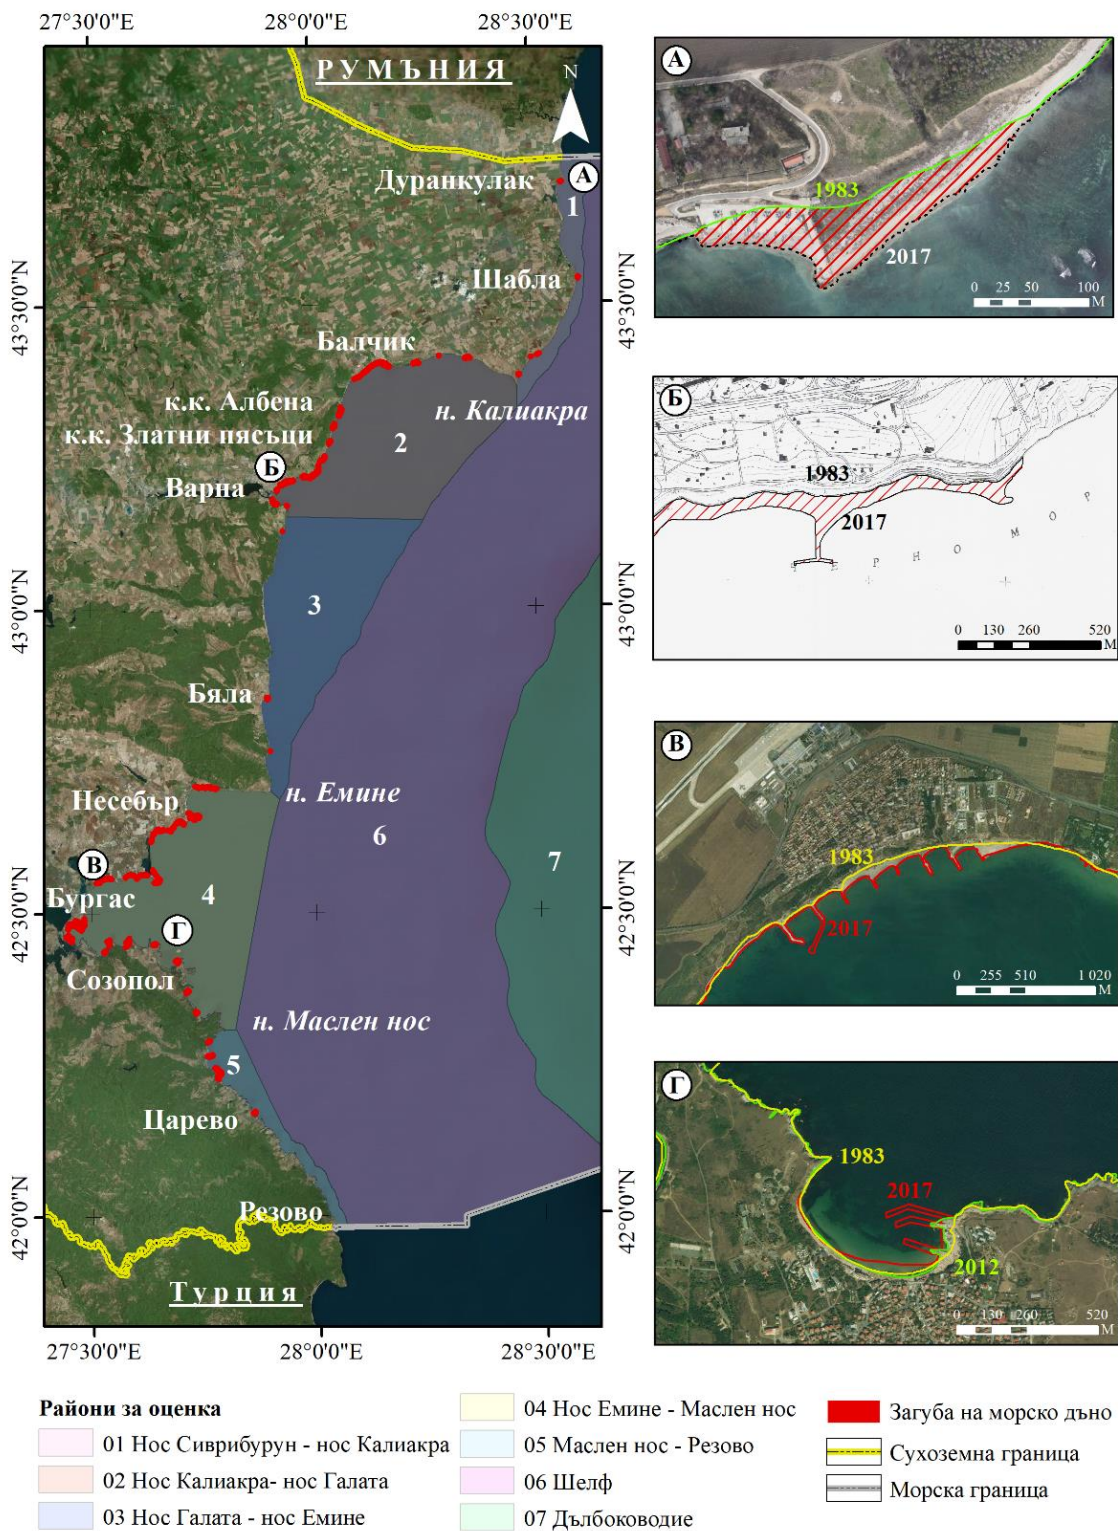 27°30'0"E
28°00'0"E
28°30'0"E
РУМЪНИЯ
N
А
Дуранкулак
1
Шабла
43°30'0"N
43°30'0"N
Балчик
к.к. Албена
н. Калиакра
к.к. Златни пясъци
2
Б
Варна
3
43°0'0"N
43°0'0"N
Бяла
н. Емине
Несебър
6
7
В
4
Бургас
42°30'0"N
42°30'0"N
Г
Созопол
н. Маслен нос
5
Царево
Резово
42°0'0"N
42°0'0"N
Турция
27°30'0"E
28°00'0"E
28°30'0"E
А
1983
2017
0 25 50 100
М
Б
1983
2017
Е Р Н О М О Р
0 130 260 520
М
В
1983
2017
0 255 510 1 020
М
Г
1983
2017
2012
0 130 260 520
М
Райони за оценка
01 Нос Сиврибурун - нос Калиакра
02 Нос Калиакра- нос Галата
03 Нос Галата - нос Емине
04 Нос Емине - Маслен нос
05 Маслен нос - Резово
06 Шелф
07 Дълбоководие
Загуба на морско дъно
Сухоземна граница
Морска граница